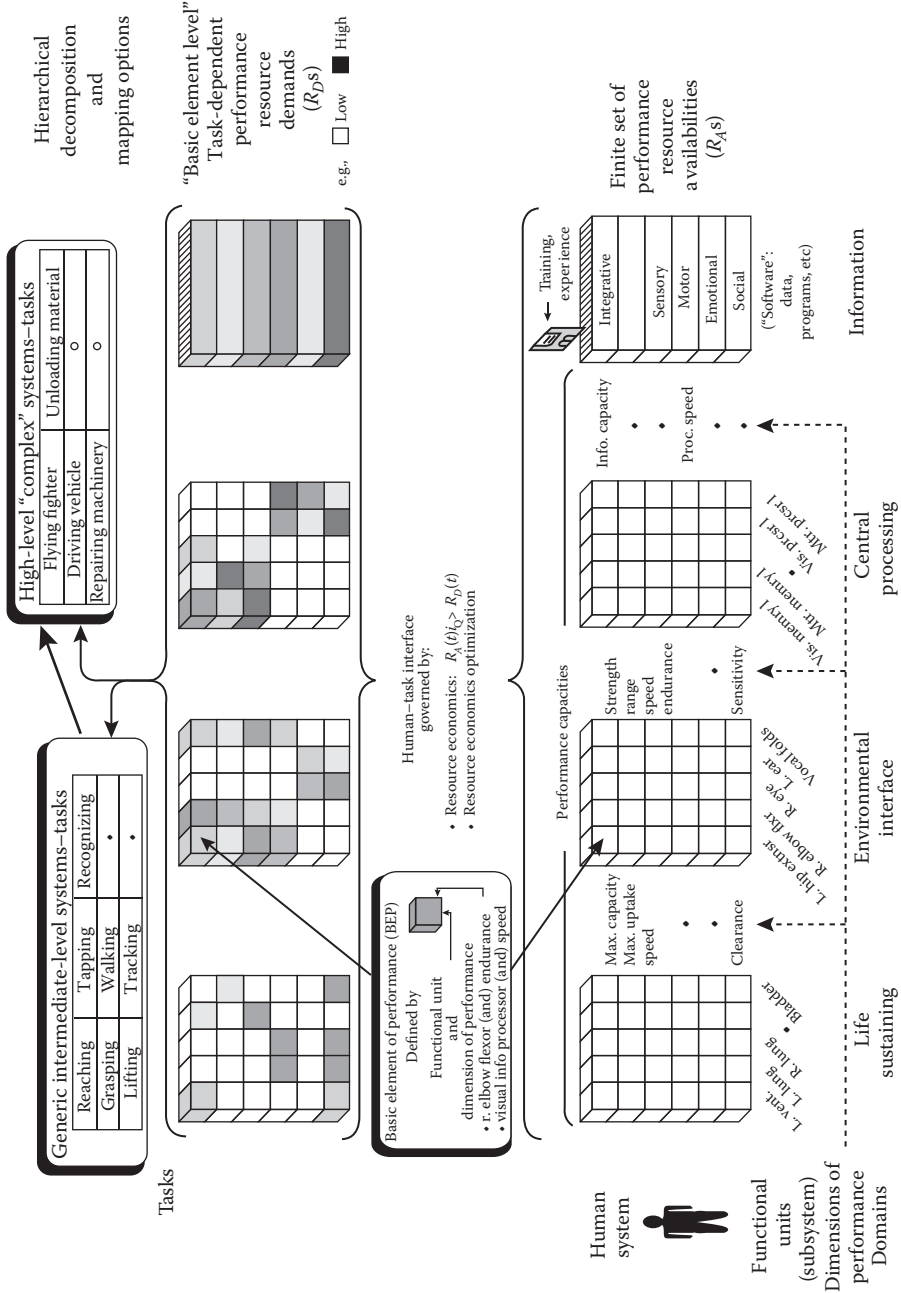 Hierarchical
decomposition
and
mapping options
Generic intermediate-level systems–tasks
Reaching Tapping Recognizing
Grasping Walking •
Lifting Tracking •
High-level “complex” systems–tasks
Flying fighter Unloading material
Driving vehicle o
Repairing machinery o
Tasks
“Basic element level”
Task-dependent
performance
resource
demands
(R_Ds)
e.g., Low High
Basic element of performance (BEP)
Defined by
Functional unit
and
dimension of performance
• r. elbow flexor (and) endurance
• visual info processor (and) speed
Human–task interface
governed by:
• Resource economics: R_A(t)i_Q> R_D(t)
• Resource economics optimization
Human
system
Performance capacities
Training,
experience
Finite set of
performance
resource
availabilities
(R_As)
Max. capacity
Max. uptake
speed
•
•
Clearance
Strength
range
speed
endurance
•
Sensitivity
Info. capacity
•
•
Proc. speed
•
•
Integrative
Sensory
Motor
Emotional
Social
(“Software”:
data,
programs, etc)
L. vent.
L. lung
R. lung
•
Bladder
L. hip extnsr
R. elbow flxr
R. eye
L. ear
Vocal folds
Vis. memry l
Mtr. memry l
•
Vis. prcsr l
Mtr. prcsr l
Functional
units
(subsystem)
Dimensions of
performance
Domains
Life
sustaining
Environmental
interface
Central
processing
Information